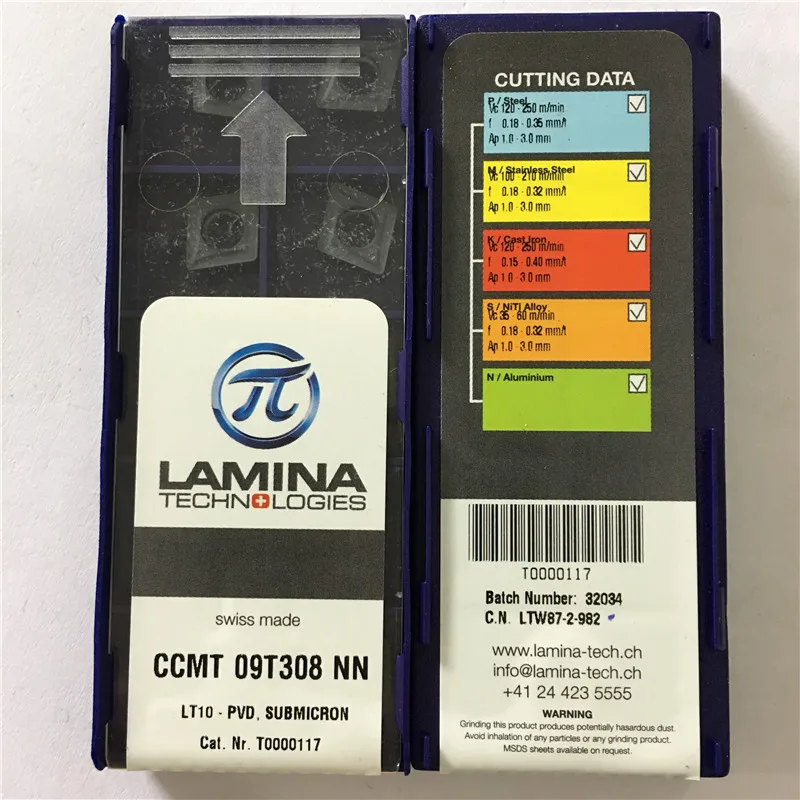 π
LAMINA
TECHNOLOGIES
swiss made
CCMT 09T308 NN
LT10 - PVD, SUBMICRON
Cat. Nr. T0000117
CUTTING DATA
P / Steel
Vc 120 - 250 m/min
f 0.18 - 0.35 mm/t
Ap 1.0 - 3.0 mm
M / Stainless Steel
Vc 100 - 210 m/min
f 0.18 - 0.32 mm/t
Ap 1.0 - 3.0 mm
K / Cast Iron
Vc 120 - 250 m/min
f 0.15 - 0.40 mm/t
Ap 1.0 - 3.0 mm
S / NiTi Alloy
Vc 35 - 60 m/min
f 0.18 - 0.32 mm/t
Ap 1.0 - 3.0 mm
N / Aluminium
T0000117
Batch Number: 32034
C.N. LTW87-2-982
www.lamina-tech.ch
info@lamina-tech.ch
+41 24 423 5555
WARNING
Grinding this product produces potentially hazardous dust.
Avoid inhalation of any particles or any grinding product.
MSDS sheets available on request.